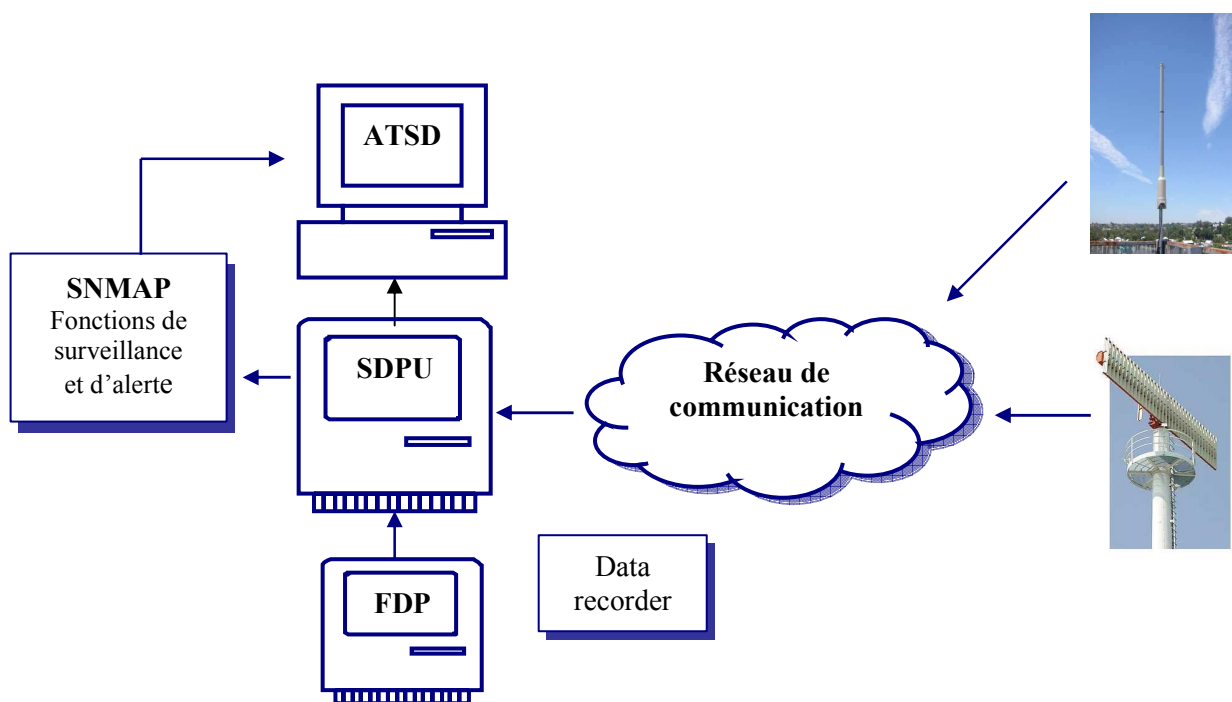 ATSD
SNMAP
Fonctions de
surveillance
et d'alerte
SDPU
Réseau de
communication
Data
recorder
FDP